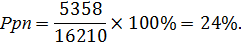 Ppn = 5358/16210 × 100% = 24%.